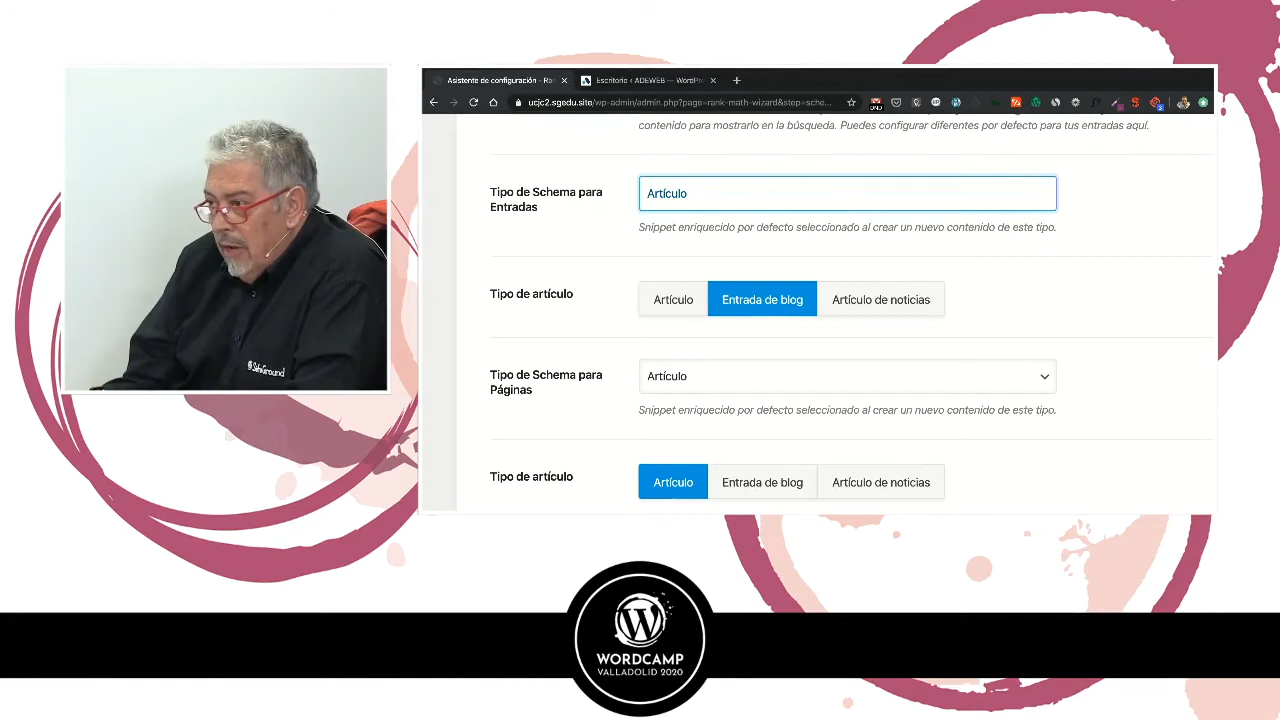 Asistente de configuración - Ra
Escritorio ‹ ADEWEB — WordPr
ucjc2.sgedu.site/wp-admin/admin.php?page=rank-math-wizard&step=sche...
contenido para mostrarlo en la búsqueda. Puedes configurar diferentes por defecto para tus entradas aquí.
Tipo de Schema para
Entradas
Artículo
Snippet enriquecido por defecto seleccionado al crear un nuevo contenido de este tipo.
Tipo de artículo
Artículo
Entrada de blog
Artículo de noticias
Tipo de Schema para
Páginas
Artículo
Snippet enriquecido por defecto seleccionado al crear un nuevo contenido de este tipo.
Tipo de artículo
Artículo
Entrada de blog
Artículo de noticias
SiteGround
WORDCAMP
VALLADOLID 2020